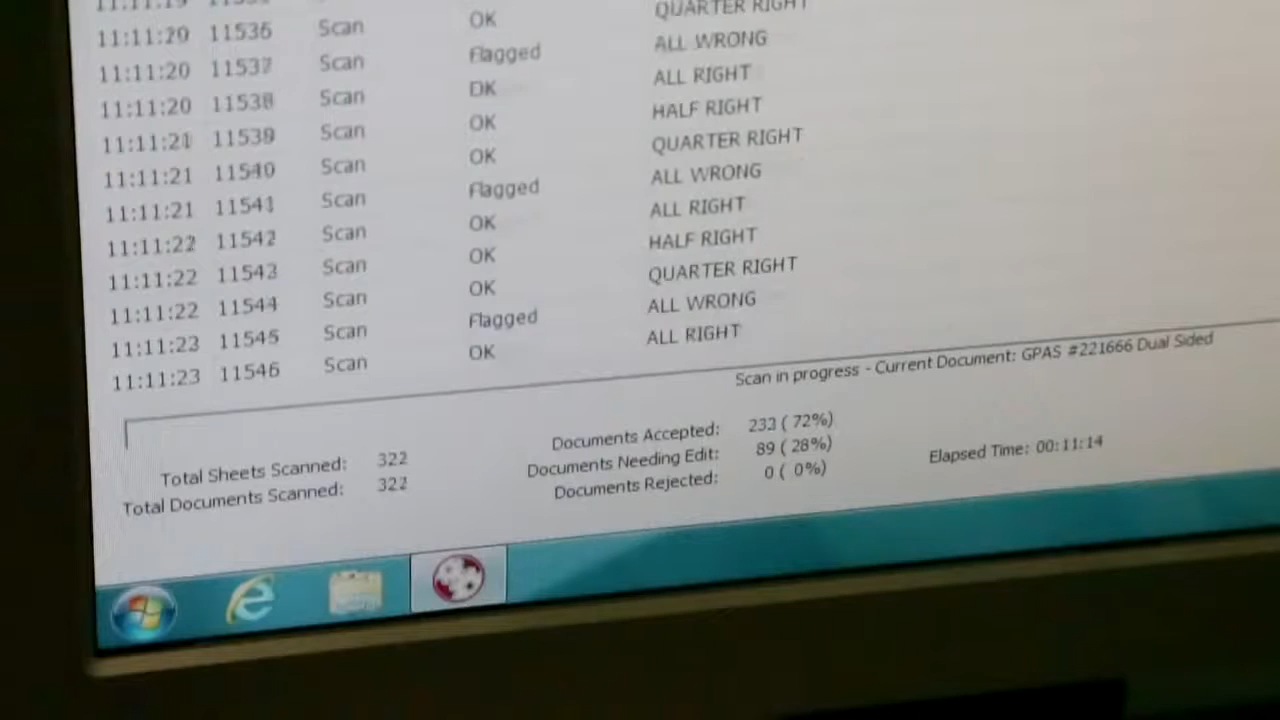 11:11:20 11536 Scan OK QUARTER RIGHT
11:11:20 11537 Scan Flagged ALL WRONG
11:11:20 11538 Scan OK ALL RIGHT
11:11:21 11539 Scan OK HALF RIGHT
11:11:21 11540 Scan OK QUARTER RIGHT
11:11:21 11541 Scan Flagged ALL WRONG
11:11:22 11542 Scan OK ALL RIGHT
11:11:22 11543 Scan OK HALF RIGHT
11:11:22 11544 Scan OK QUARTER RIGHT
11:11:23 11545 Scan Flagged ALL WRONG
11:11:23 11546 Scan OK ALL RIGHT
Scan in progress - Current Document: GPAS #221666 Dual Sided
Total Sheets Scanned: 322
Total Documents Scanned: 322
Documents Accepted: 233 ( 72%)
Documents Needing Edit: 89 ( 28%)
Documents Rejected: 0 ( 0%)
Elapsed Time: 00:11:14